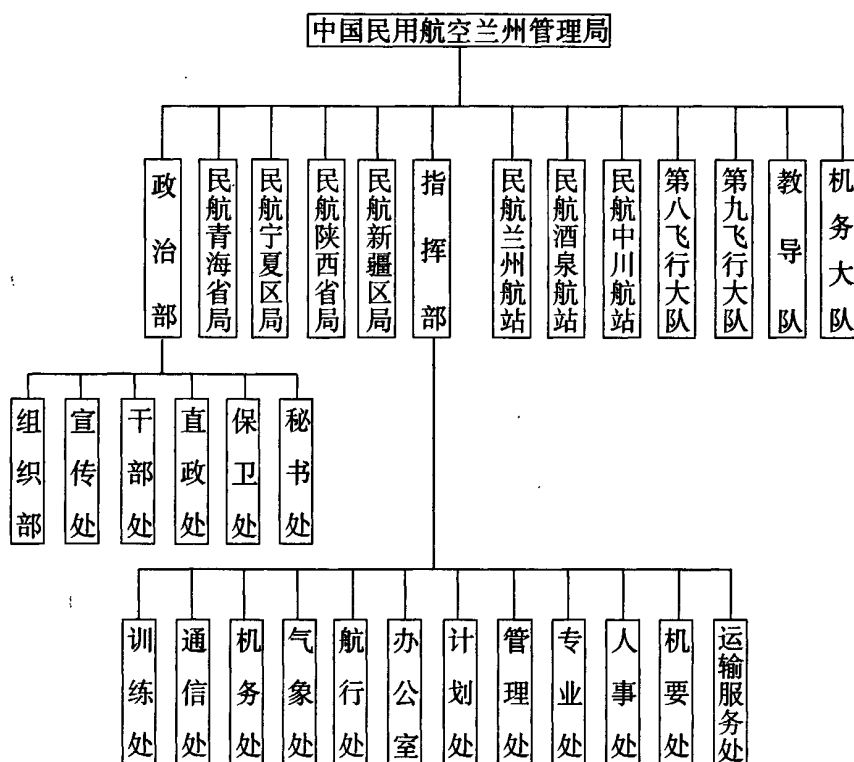 中国民用航空兰州管理局
政治部
民航青海省局
民航宁夏区局
民航陕西省局
民航新疆区局
指挥部
民航兰州航站
民航酒泉航站
民航中川航站
第八飞行大队
第九飞行大队
教导队
机务大队
组织部
宣传处
干部处
直政处
保卫处
秘书处
训练处
通信处
机务处
气象处
航行处
办公室
计划处
管理处
专业处
人事处
机要处
运输服务处